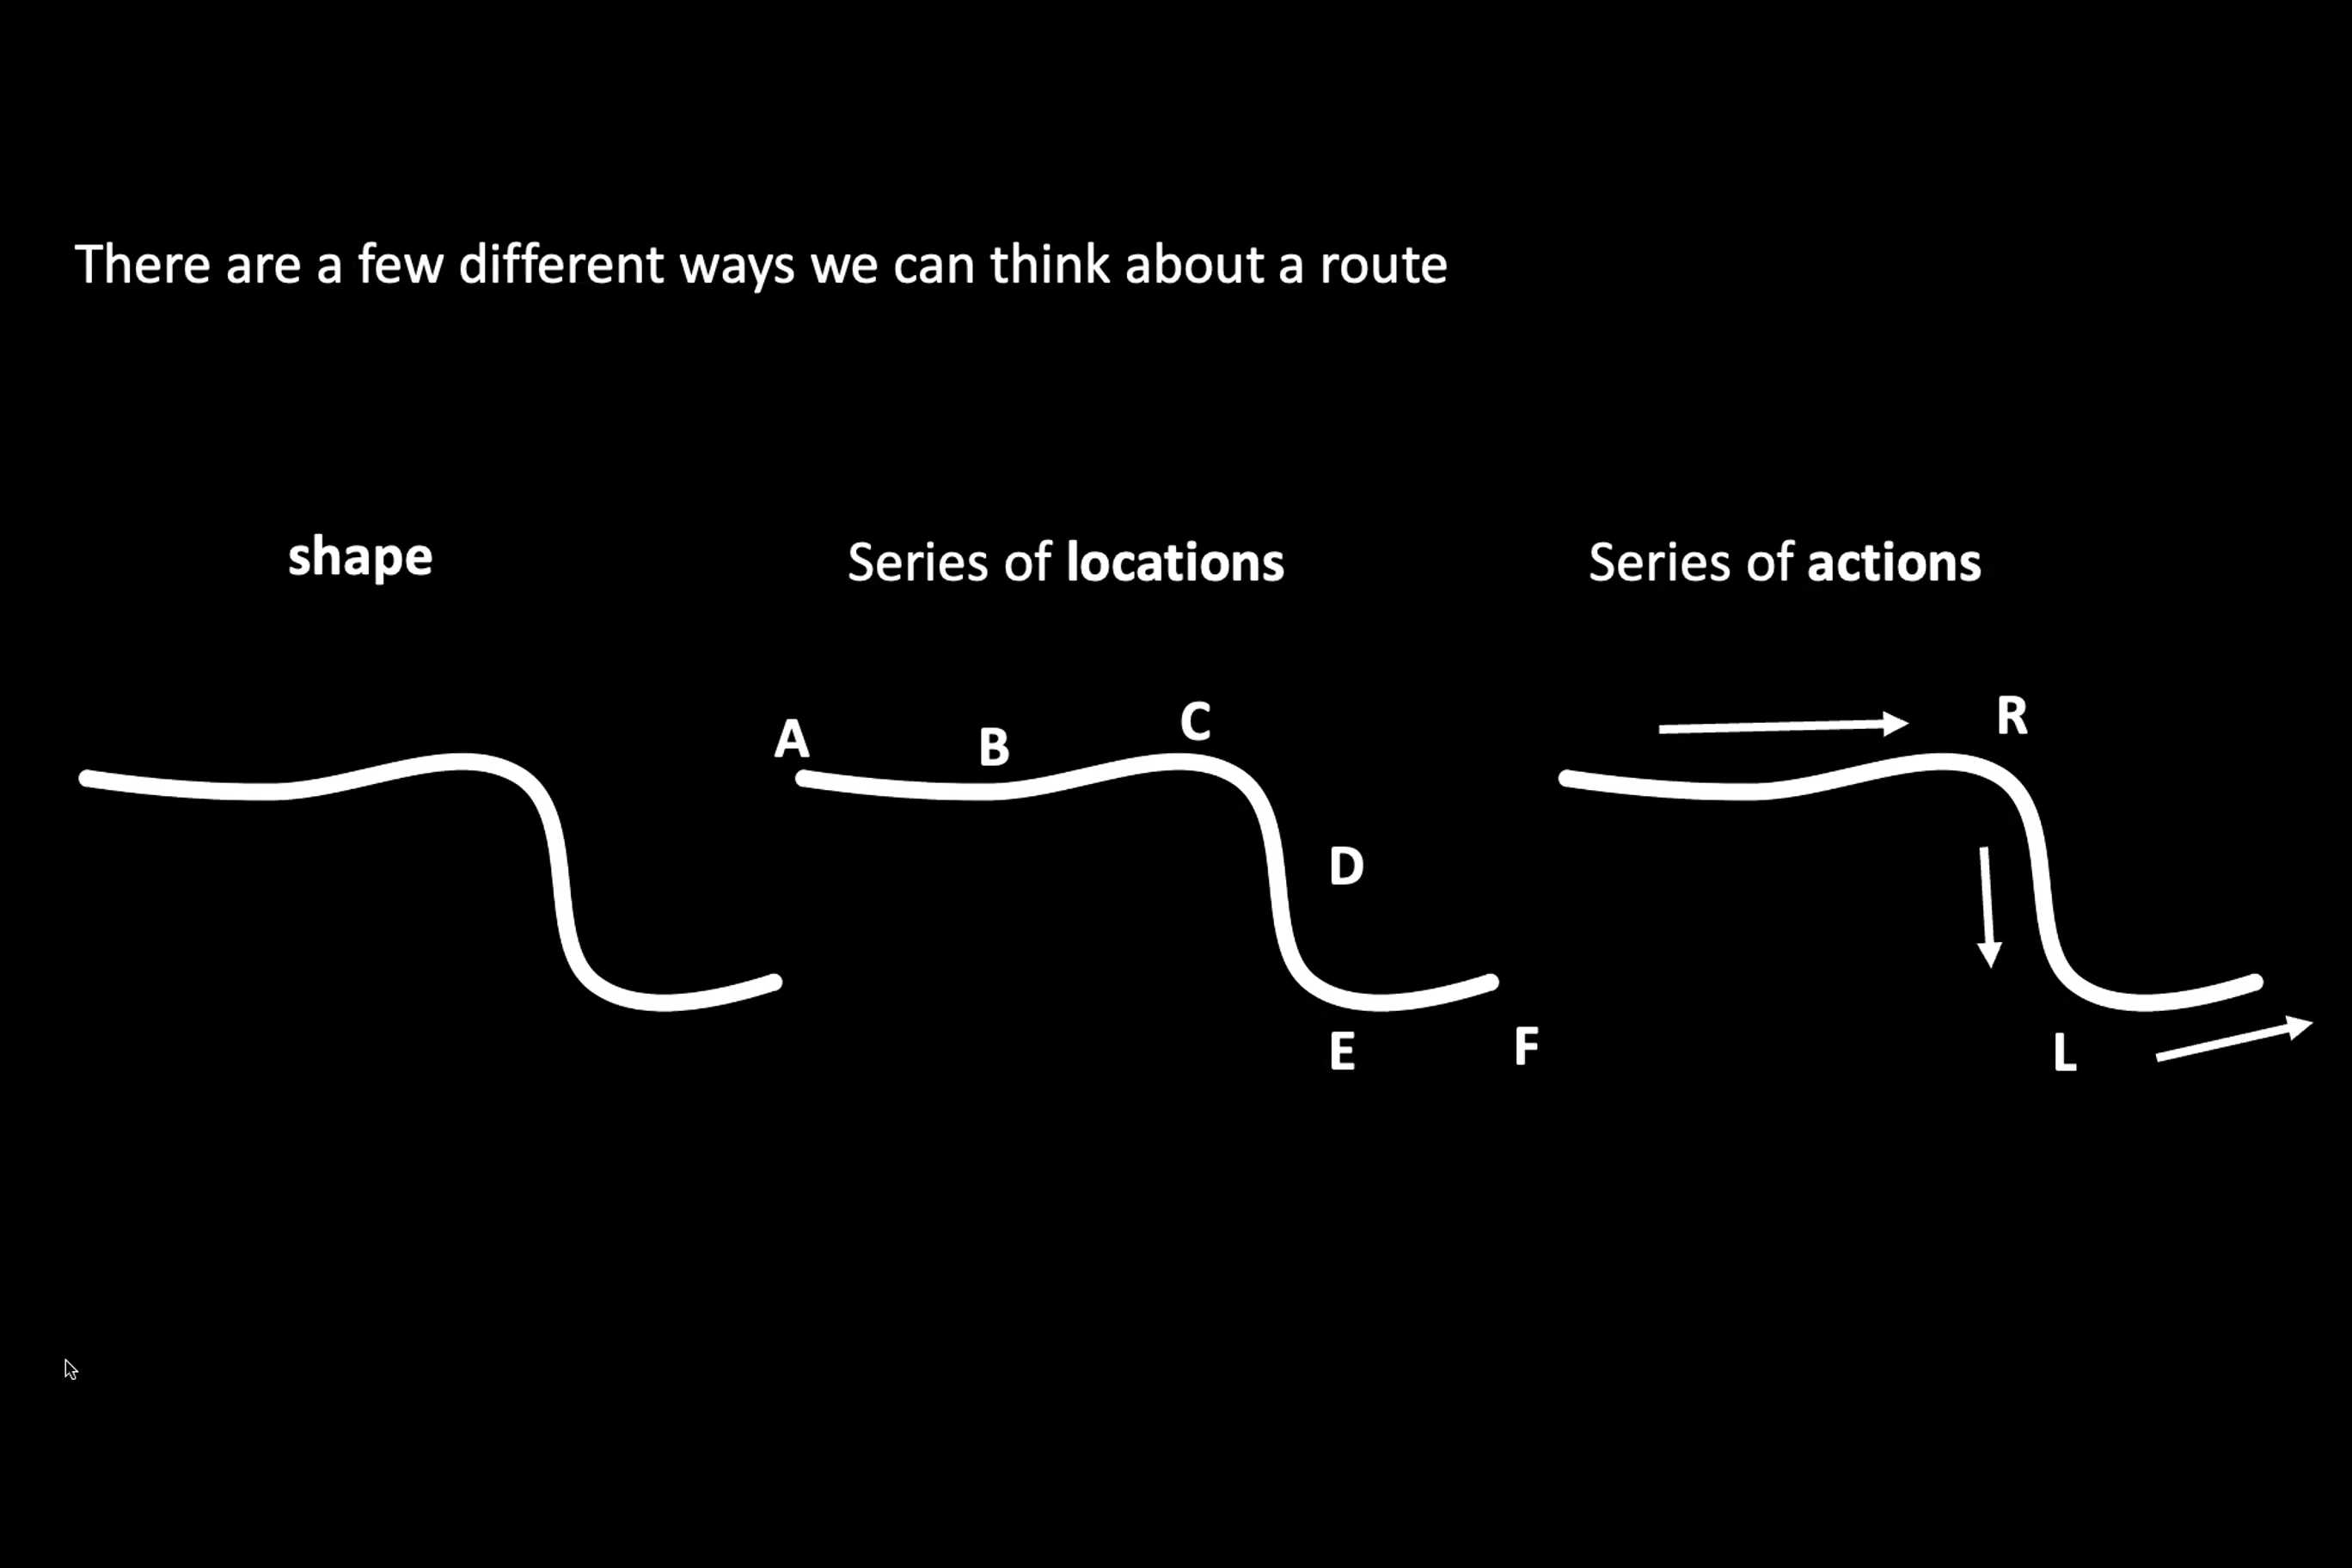 There are a few different ways we can think about a route
shape
Series of locations
Series of actions
A
B
C
D
E
F
R
L